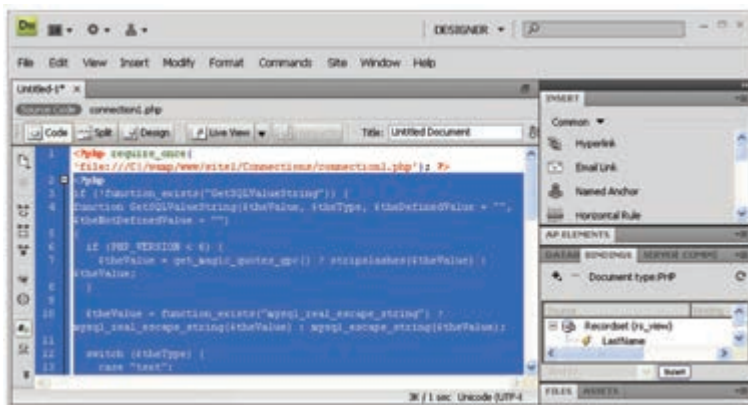 Dw
DESIGNER
File Edit View Insert Modify Format Commands Site Window Help
Untitled-1* ×
Source Code connection1.php
Code Split Design Live View Title: Untitled Document
1 <?php require_once(
'file:///C|/wamp/www/site1/Connections/connection1.php'); ?>
2 <?php
3 if (!function_exists("GetSQLValueString")) {
4 function GetSQLValueString($theValue, $theType, $theDefinedValue = "",
$theNotDefinedValue = "")
5 {
6 if (PHP_VERSION < 6) {
7 $theValue = get_magic_quotes_gpc() ? stripslashes($theValue) :
$theValue;
8 }
9
10 $theValue = function_exists("mysql_real_escape_string") ?
mysql_real_escape_string($theValue) : mysql_escape_string($theValue);
11
12 switch ($theType) {
13 case "text":
3K / 1 sec Unicode (UTF-8
INSERT
Common
Hyperlink
Email Link
Named Anchor
Horizontal Rule
AP ELEMENTS
DATAB BINDINGS SERVER COMPO
Document type:PHP
Recordset (rs_view)
LastName
Insert
FILES ASSETS